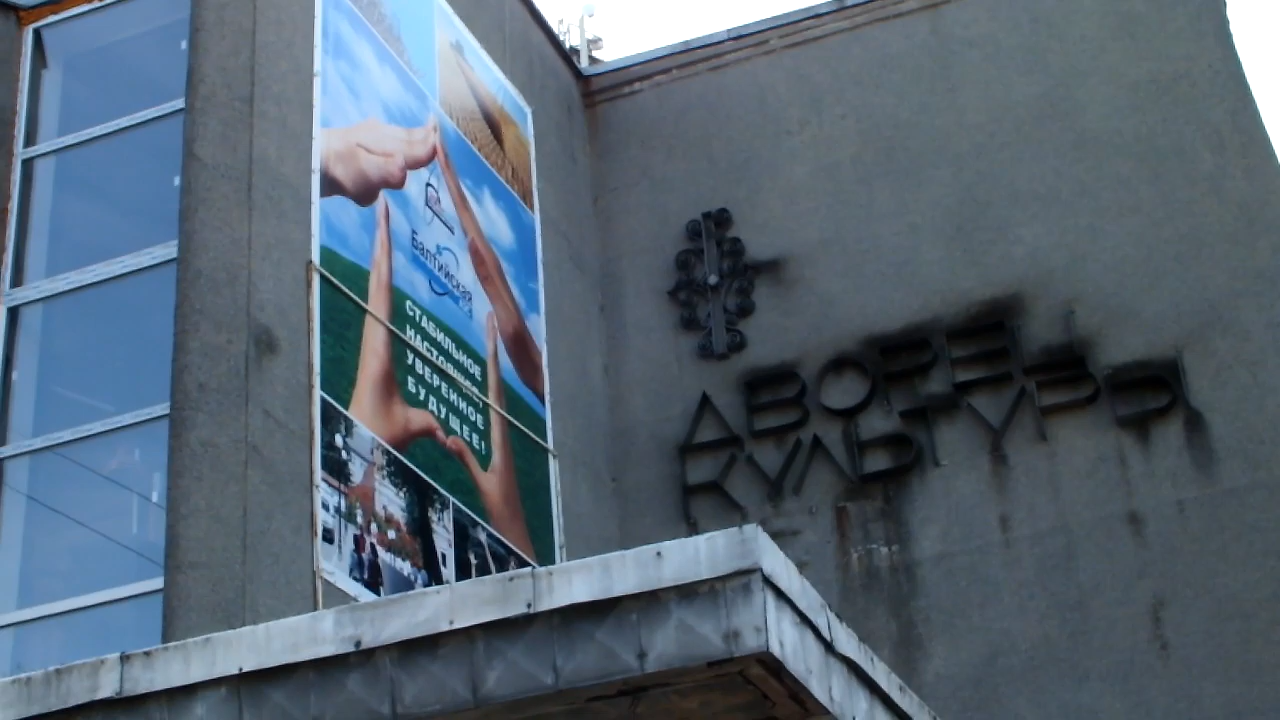 Балтийская
СТАБИЛЬНОЕ
НАСТОЯЩЕЕ
УВЕРЕННОЕ
БУДУЩЕЕ!
ДВОРЕЦ
КУЛЬТУРЫ